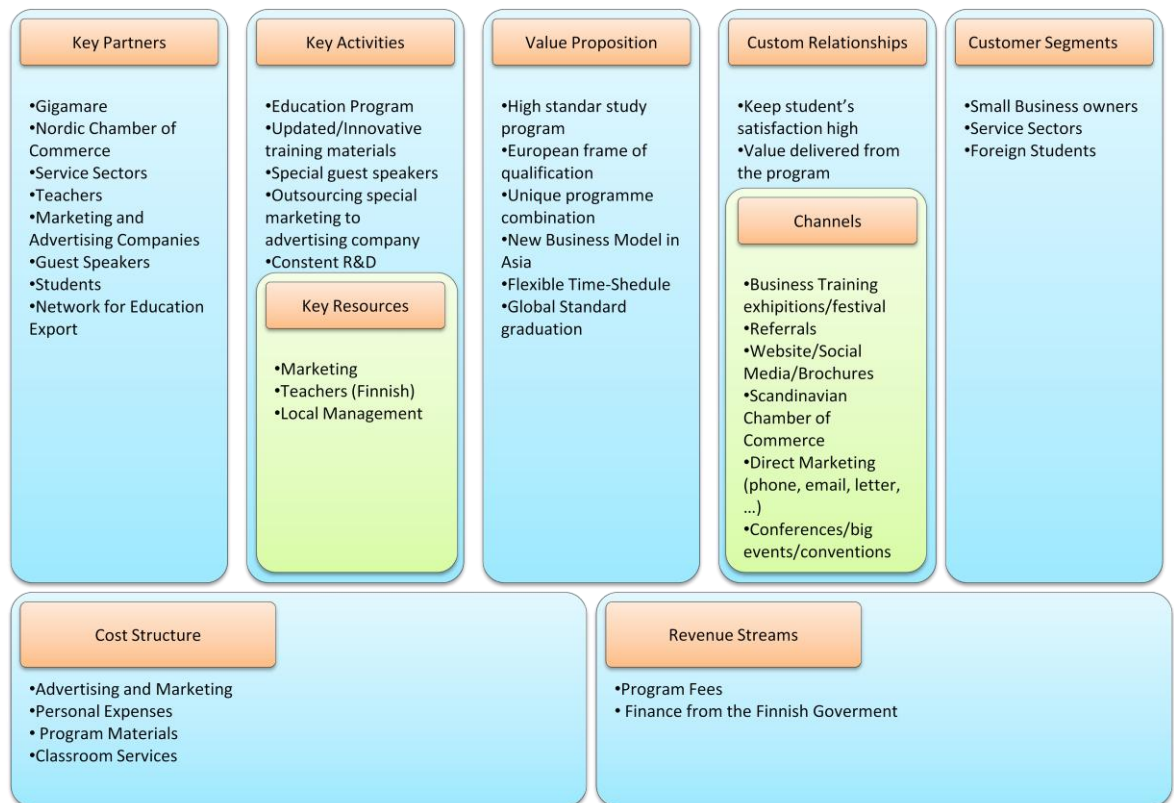 Key Partners
•Gigamare
•Nordic Chamber of
Commerce
•Service Sectors
•Teachers
•Marketing and
Advertising Companies
•Guest Speakers
•Students
•Network for Education
Export
Key Activities
•Education Program
•Updated/Innovative
training materials
•Special guest speakers
•Outsourcing special
marketing to
advertising company
•Constent R&D
Key Resources
•Marketing
•Teachers (Finnish)
•Local Management
Value Proposition
•High standar study
program
•European frame of
qualification
•Unique programme
combination
•New Business Model in
Asia
•Flexible Time-Shedule
•Global Standard
graduation
Custom Relationships
•Keep student’s
satisfaction high
•Value delivered from
the program
Channels
•Business Training
exhipitions/festival
•Referrals
•Website/Social
Media/Brochures
•Scandinavian
Chamber of
Commerce
•Direct Marketing
(phone, email, letter,
…)
•Conferences/big
events/conventions
Customer Segments
•Small Business owners
•Service Sectors
•Foreign Students
Cost Structure
•Advertising and Marketing
•Personal Expenses
• Program Materials
•Classroom Services
Revenue Streams
•Program Fees
• Finance from the Finnish Goverment